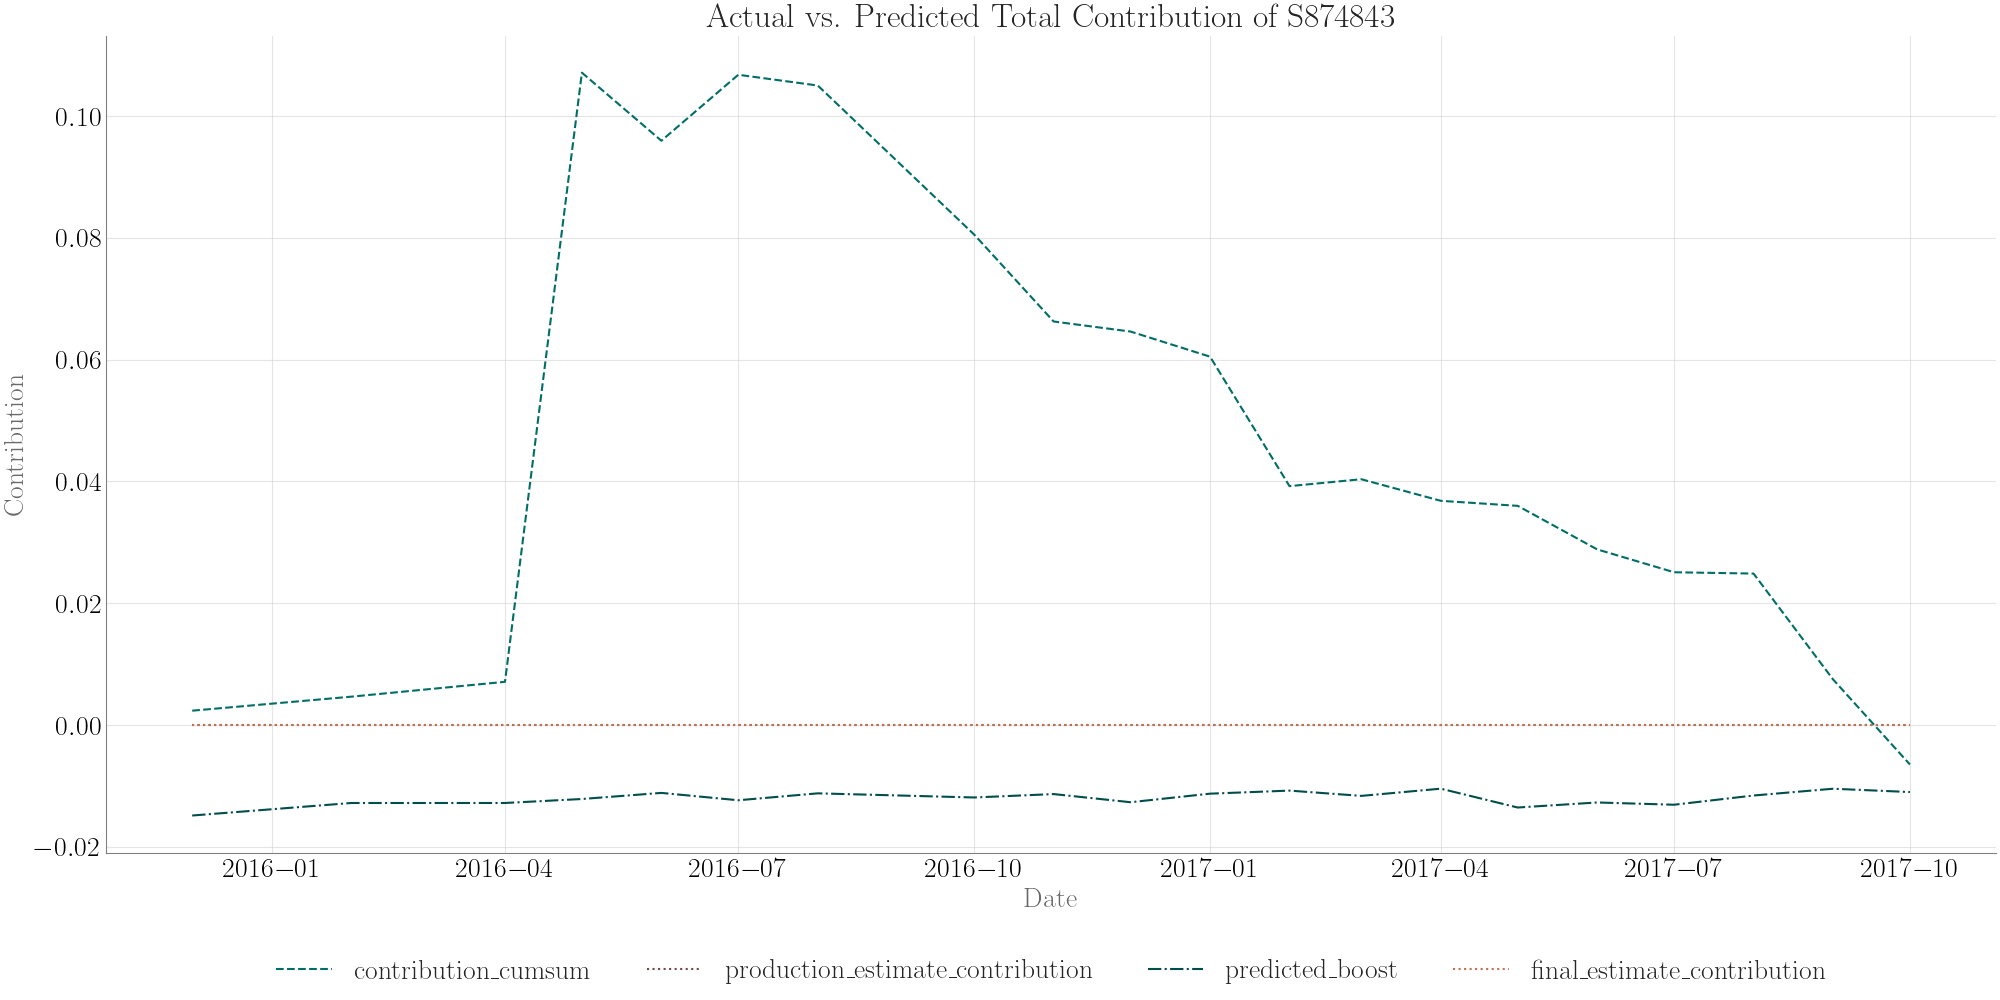 Actual vs. Predicted Total Contribution of S874843
Contribution
0.10
0.08
0.06
0.04
0.02
0.00
−0.02
2016−01 2016−04 2016−07 2016−10 2017−01 2017−04 2017−07 2017−10
Date
contribution_cumsum production_estimate_contribution predicted_boost final_estimate_contribution